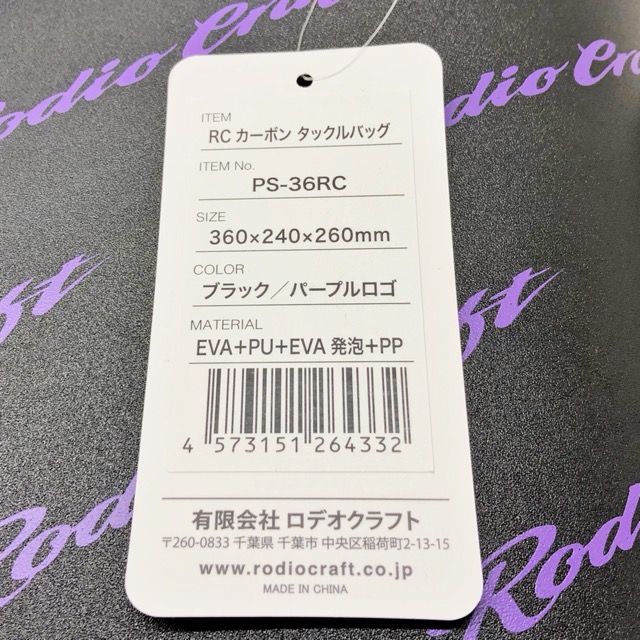 Rodio Craft
Rodio Craft
ITEM
RC カーボン タックルバッグ
ITEM No.
PS-36RC
SIZE
360×240×260mm
COLOR
ブラック／パープルロゴ
MATERIAL
EVA+PU+EVA 発泡+PP
4 573151 264332
有限会社 ロデオクラフト
〒260-0833 千葉県 千葉市 中央区稲荷町2-13-15
www.rodiocraft.co.jp
MADE IN CHINA